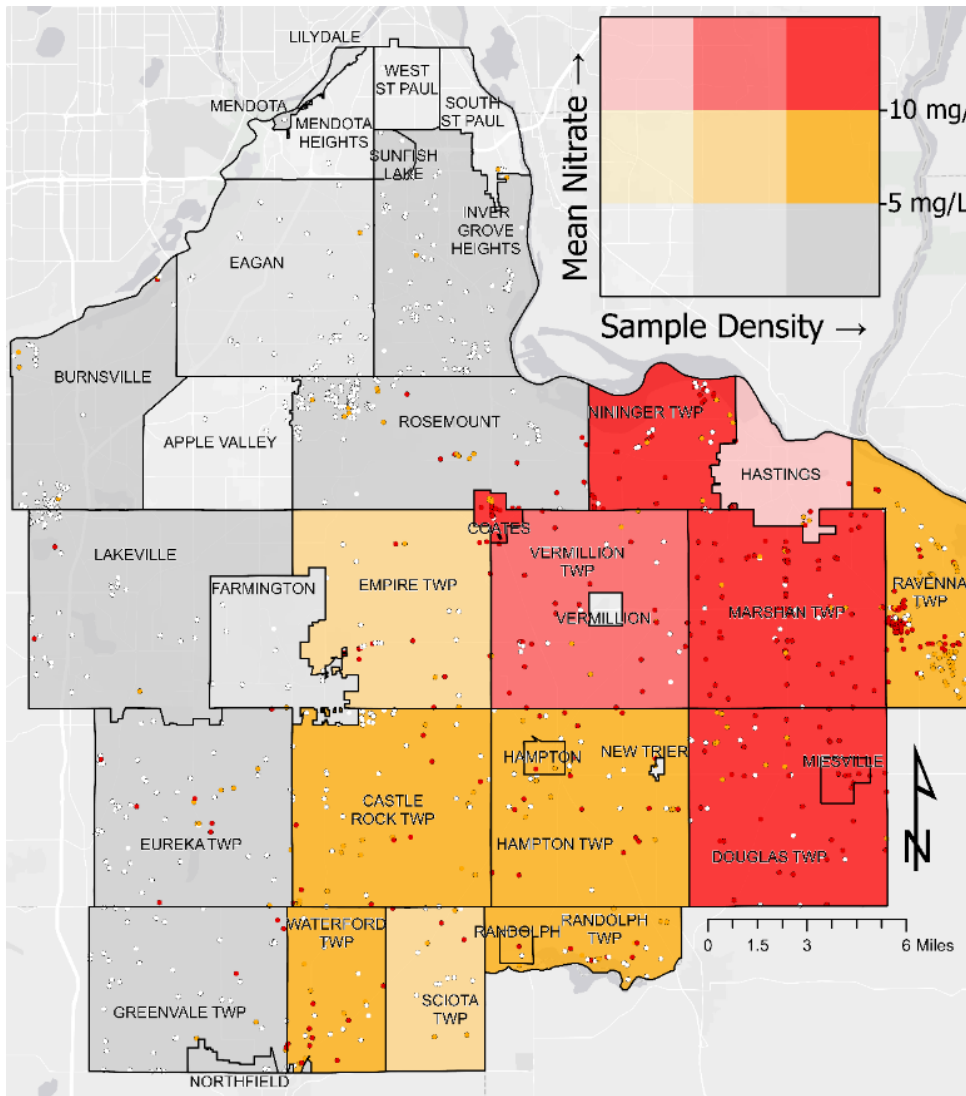 LILYDALE
WEST
ST PAUL
MENDOTA
SOUTH
ST PAUL
MENDOTA
HEIGHTS
SUNFISH
LAKE
INVER
GROVE
HEIGHTS
EAGAN
Mean Nitrate →
10 mg/
5 mg/L
Sample Density →
BURNSVILLE
APPLE VALLEY
ROSEMOUNT
NININGER TWP
HASTINGS
COATES
LAKEVILLE
FARMINGTON
EMPIRE TWP
VERMILLION
TWP
VERMILLION
MARSHAN TWP
RAVENNA
TWP
HAMPTON
NEW TRIER
MIESVILLE
CASTLE
ROCK TWP
EUREKA TWP
HAMPTON TWP
DOUGLAS TWP
N
WATERFORD
TWP
RANDOLPH
RANDOLPH
TWP
0 1.5 3 6 Miles
GREENVALE TWP
SCIOTA
TWP
NORTHFIELD